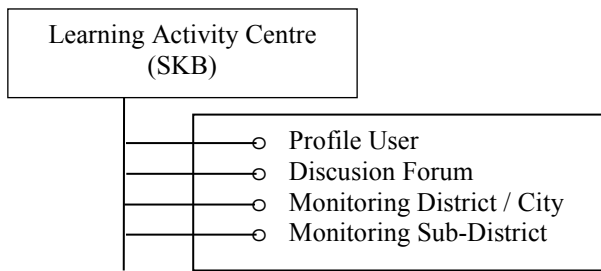 Learning Activity Centre
(SKB)
Profile User
Discusion Forum
Monitoring District / City
Monitoring Sub-District